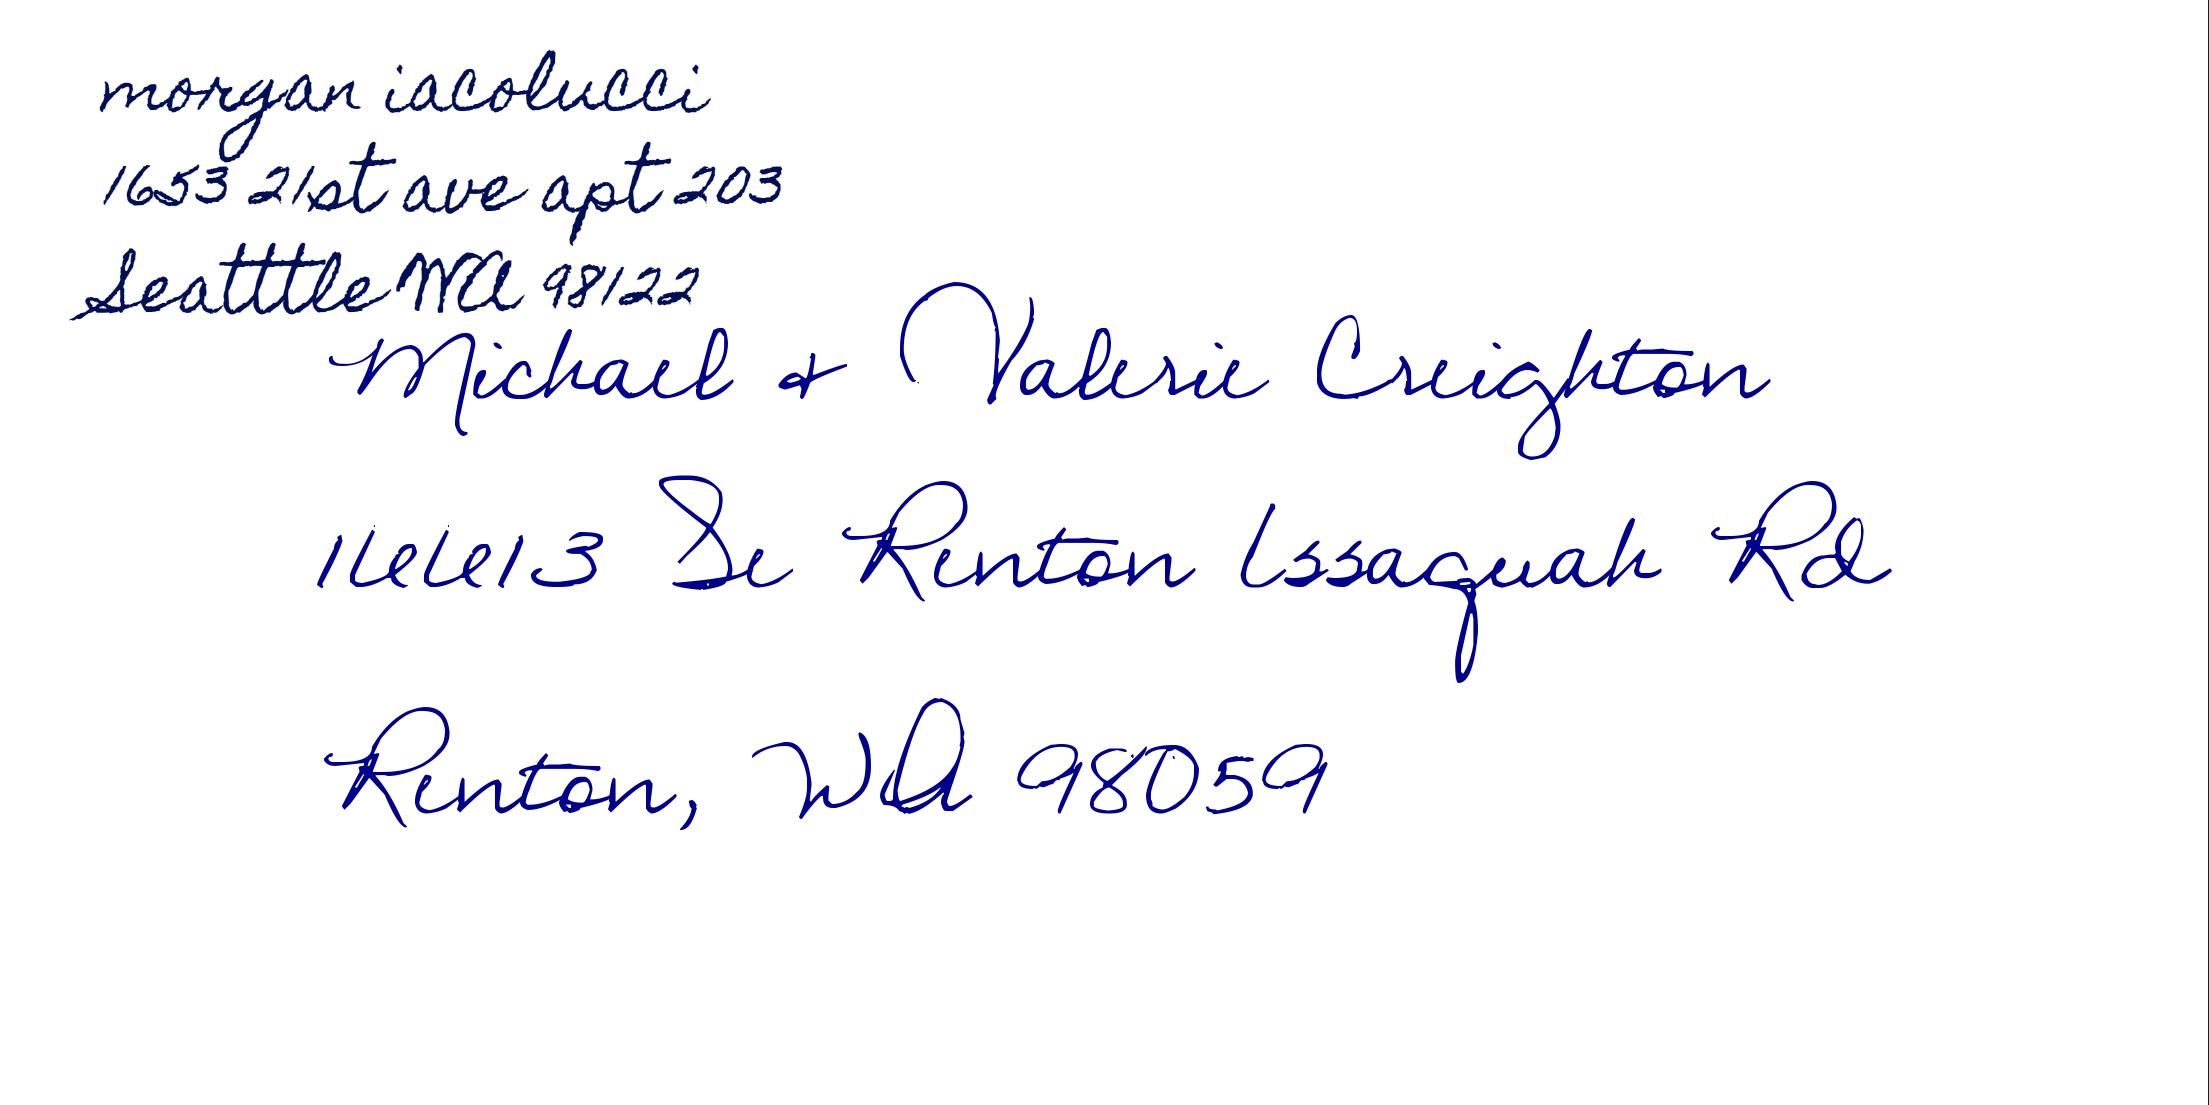 morgan iacolucci
1653 21st ave apt 203
Seatttle WA 98122
Michael & Valerie Creighton
16613 Se Renton Issaquah Rd
Renton, WA 98059